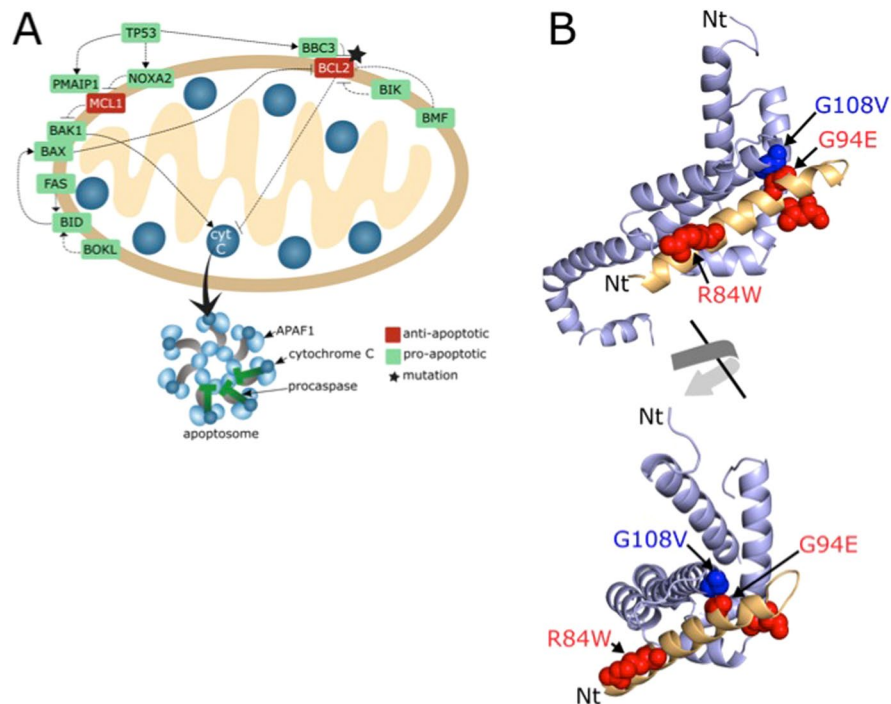 A
TP53
BBC3
PMAIP1
NOXA2
BCL2
MCL1
BIK
BAK1
BMF
BAX
FAS
BID
BOKL
cyt
C
APAF1
cytochrome C
procaspase
apoptosome
anti-apoptotic
pro-apoptotic
mutation
B
Nt
G108V
G94E
Nt
R84W
Nt
G108V
G94E
R84W
Nt